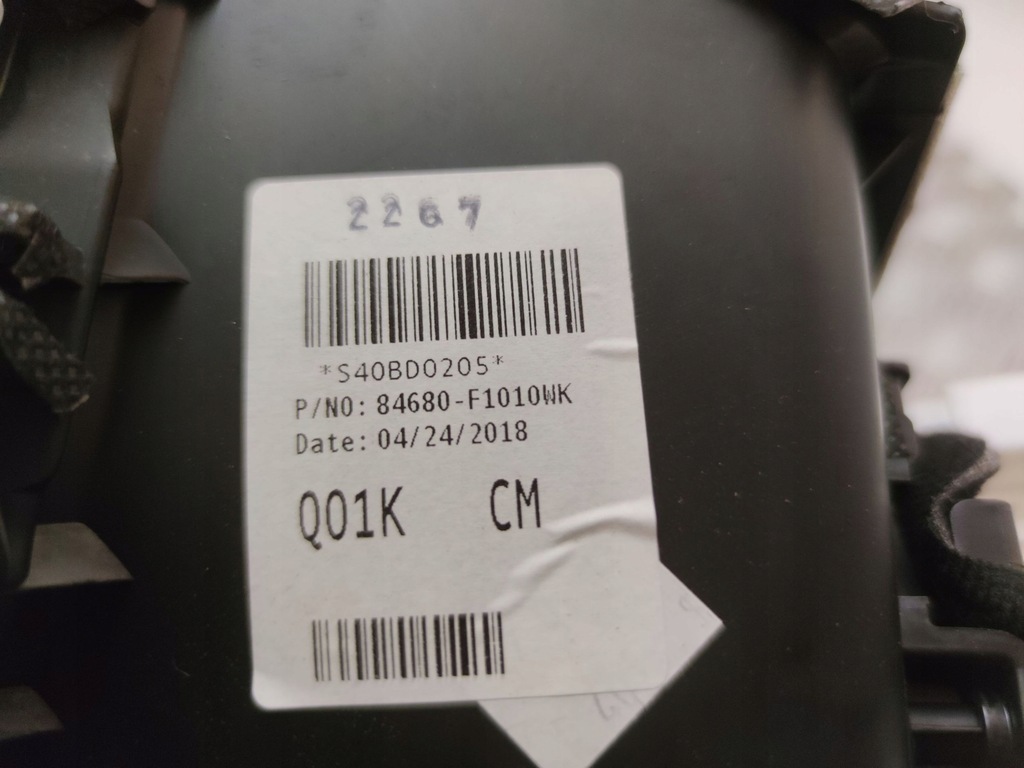 2267
*S40BD0205*
P/NO: 84680-F1010WK
Date: 04/24/2018
Q01K CM